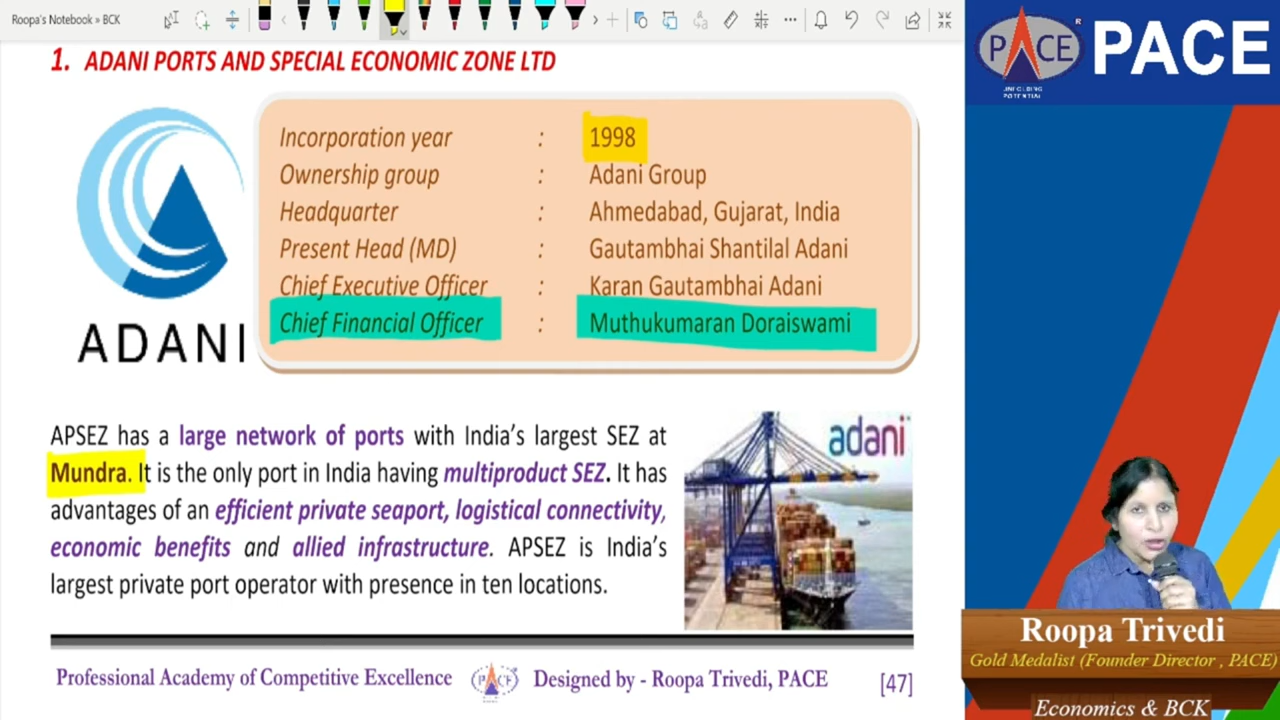 Roopa's Notebook » BCK
1. ADANI PORTS AND SPECIAL ECONOMIC ZONE LTD
PACE
UNFOLDING
POTENTIAL
PACE
ADANI
Incorporation year : 1998
Ownership group : Adani Group
Headquarter : Ahmedabad, Gujarat, India
Present Head (MD) : Gautambhai Shantilal Adani
Chief Executive Officer : Karan Gautambhai Adani
Chief Financial Officer : Muthukumaran Doraiswami
APSEZ has a large network of ports with India's largest SEZ at
Mundra. It is the only port in India having multiproduct SEZ. It has
advantages of an efficient private seaport, logistical connectivity,
economic benefits and allied infrastructure. APSEZ is India's
largest private port operator with presence in ten locations.
adani
Professional Academy of Competitive Excellence PACE Designed by - Roopa Trivedi, PACE [47]
Roopa Trivedi
Gold Medalist (Founder Director , PACE)
Economics & BCK